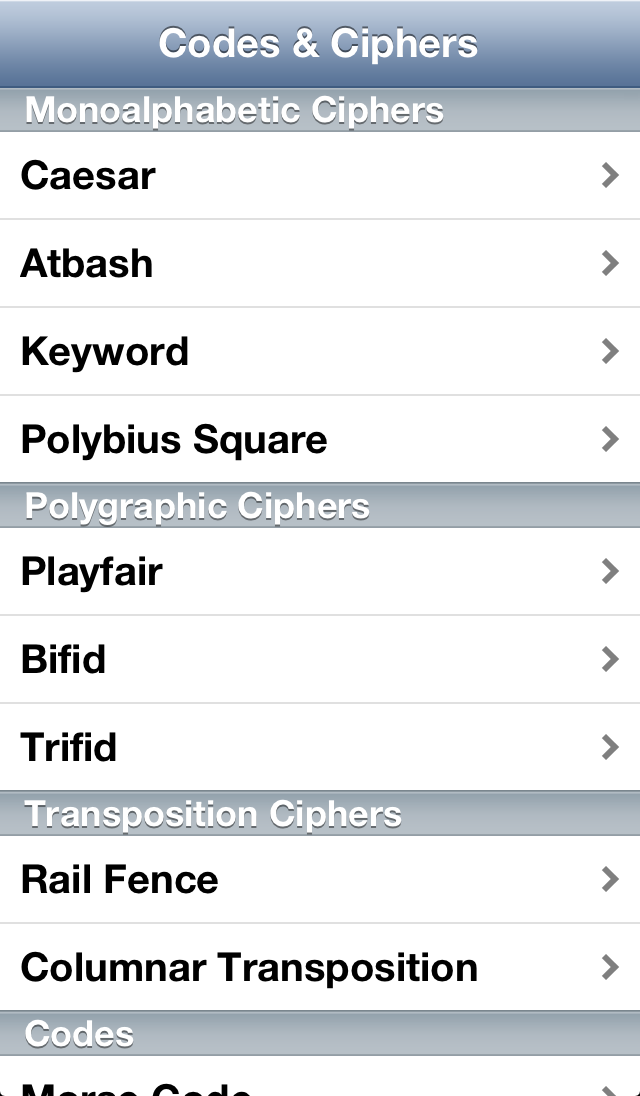 Codes & Ciphers
Monoalphabetic Ciphers
Caesar
Atbash
Keyword
Polybius Square
Polygraphic Ciphers
Playfair
Bifid
Trifid
Transposition Ciphers
Rail Fence
Columnar Transposition
Codes
Morse Code